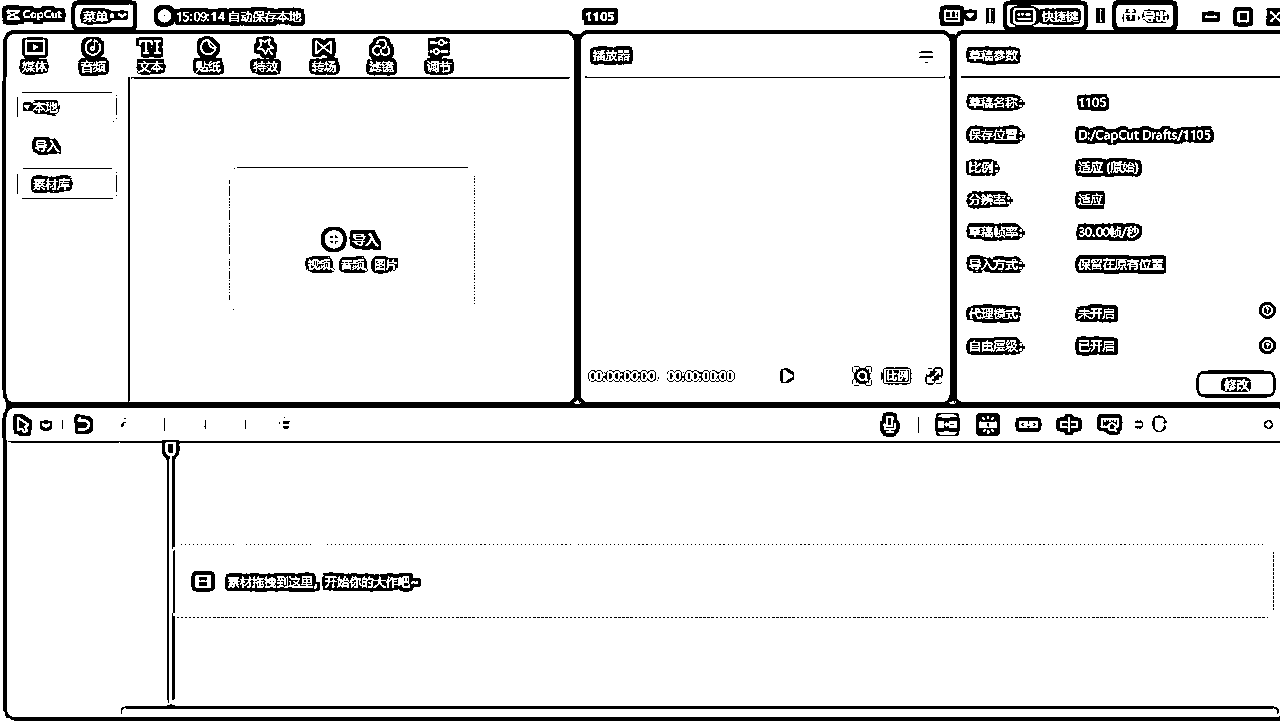 CapCut 菜单 15:09:14 自动保存本地 1105 快捷键 导出
媒体 音频 文本 贴纸 特效 转场 滤镜 调节
本地
导入
素材库
导入
视频、音频、图片
播放器
00:00:00:00 00:00:00:00 比例
草稿参数
草稿名称: 1105
保存位置: D:/CapCut Drafts/1105
比例: 适应 (原始)
分辨率: 适应
草稿帧率: 30.00帧/秒
导入方式: 保留在原有位置
代理模式: 未开启
自由层级: 已开启
修改
素材拖拽到这里, 开始你的大作吧~